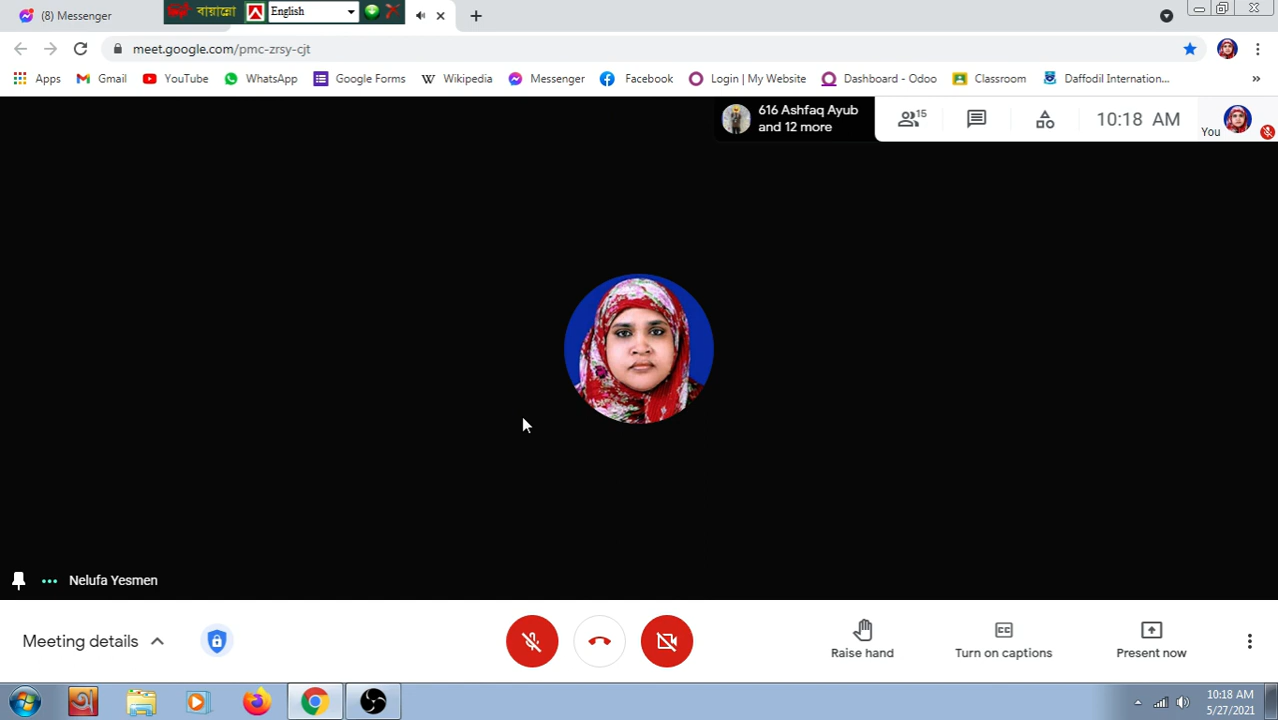 (8) Messenger
বায়ান্নো
English
meet.google.com/pmc-zrsy-cjt
Apps
Gmail
YouTube
WhatsApp
Google Forms
Wikipedia
Messenger
Facebook
Login | My Website
Dashboard - Odoo
Classroom
Daffodil Internation...
»
616 Ashfaq Ayub
and 12 more
15
10:18 AM
You
Nelufa Yesmen
Meeting details
CC
Raise hand
Turn on captions
Present now
অ
10:18 AM
5/27/2021